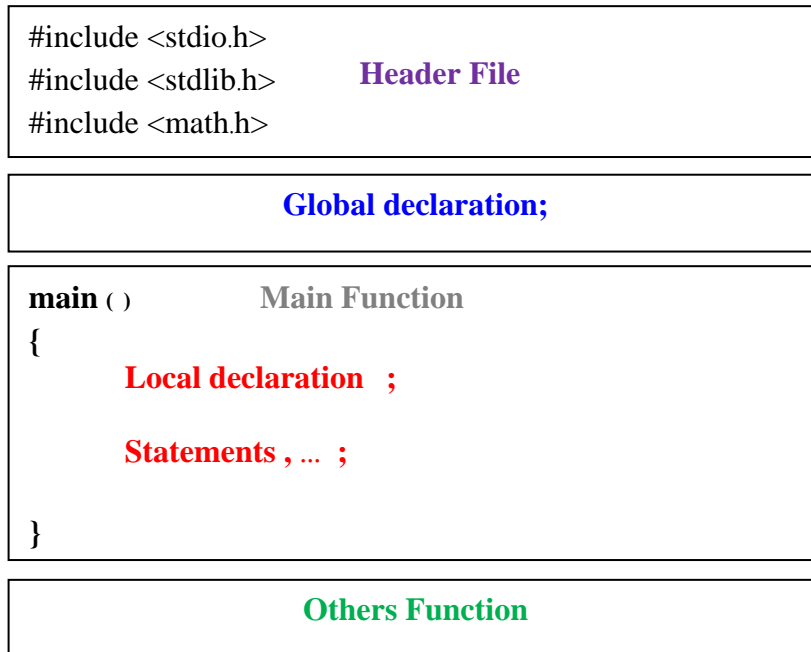 #include <stdio.h>
#include <stdlib.h> Header File
#include <math.h>
Global declaration;
main ( ) Main Function
{
Local declaration ;
Statements , ... ;
}
Others Function